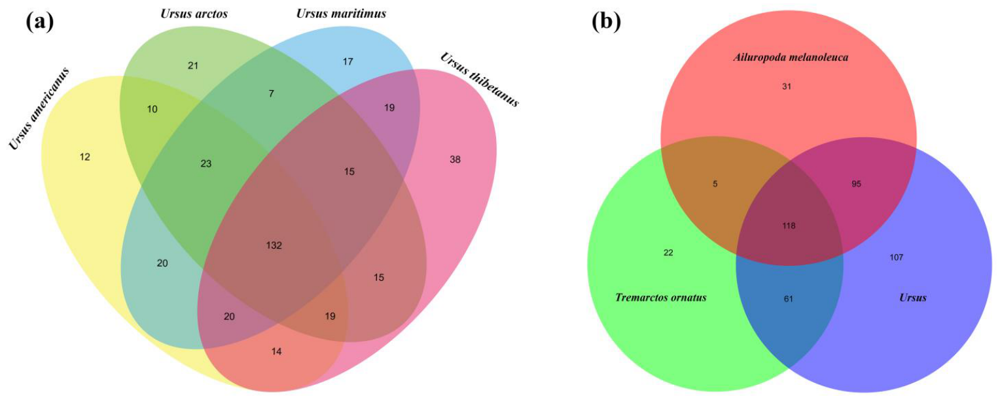 (a)
Ursus arctos
Ursus maritimus
Ursus americanus
Ursus thibetanus
21
17
7
10
19
12
23
15
38
132
20
15
20
19
14
(b)
Ailuropoda melanoleuca
31
5
95
118
22
107
Tremarctos ornatus
61
Ursus